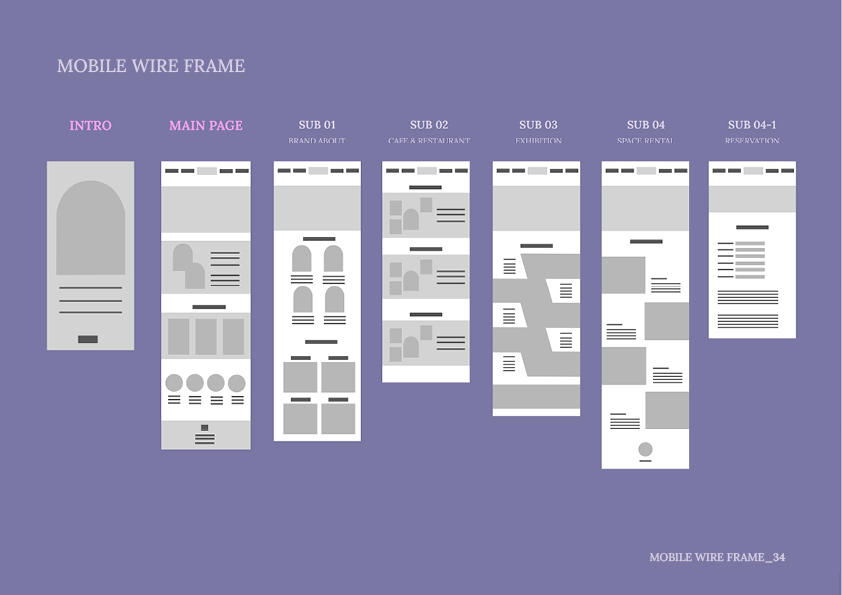 MOBILE WIRE FRAME
INTRO
MAIN PAGE
SUB 01
BRAND ABOUT
SUB 02
CAFE & RESTAURANT
SUB 03
EXHIBITION
SUB 04
SPACE RENTAL
SUB 04-1
RESERVATION
MOBILE WIRE FRAME_34